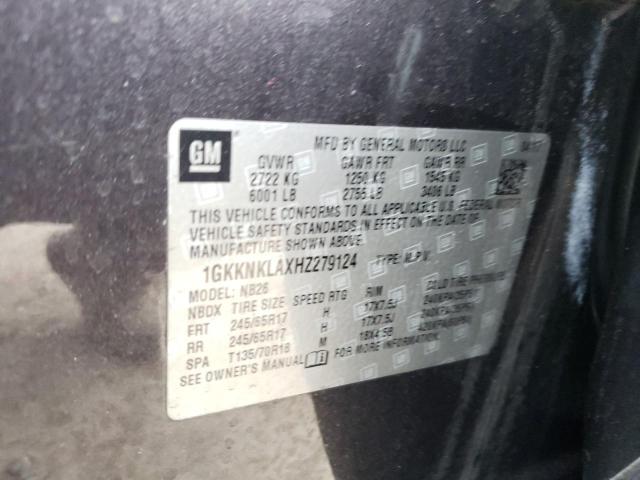 GM
MFD BY GENERAL MOTORS LLC
GVWR GAWR FRT GAWR RR
2722 KG 1250 KG 1545 KG
6001 LB 2755 LB 3406 LB
THIS VEHICLE CONFORMS TO ALL APPLICABLE U.S. FEDERAL MOTOR
VEHICLE SAFETY STANDARDS IN EFFECT ON THE DATE OF
MANUFACTURE SHOWN ABOVE.
1GKKNKLAXHZ279124 TYPE: M.P.V.
MODEL: NB26
NBDX TIRE SIZE SPEED RTG RIM COLD TIRE
FRT 245/65R17 H 17X7.5J
RR 245/65R17 H 17X7.5J
SPA T135/70R18 M 18X4.5B
SEE OWNER'S MANUAL FOR MORE INFORMATION.